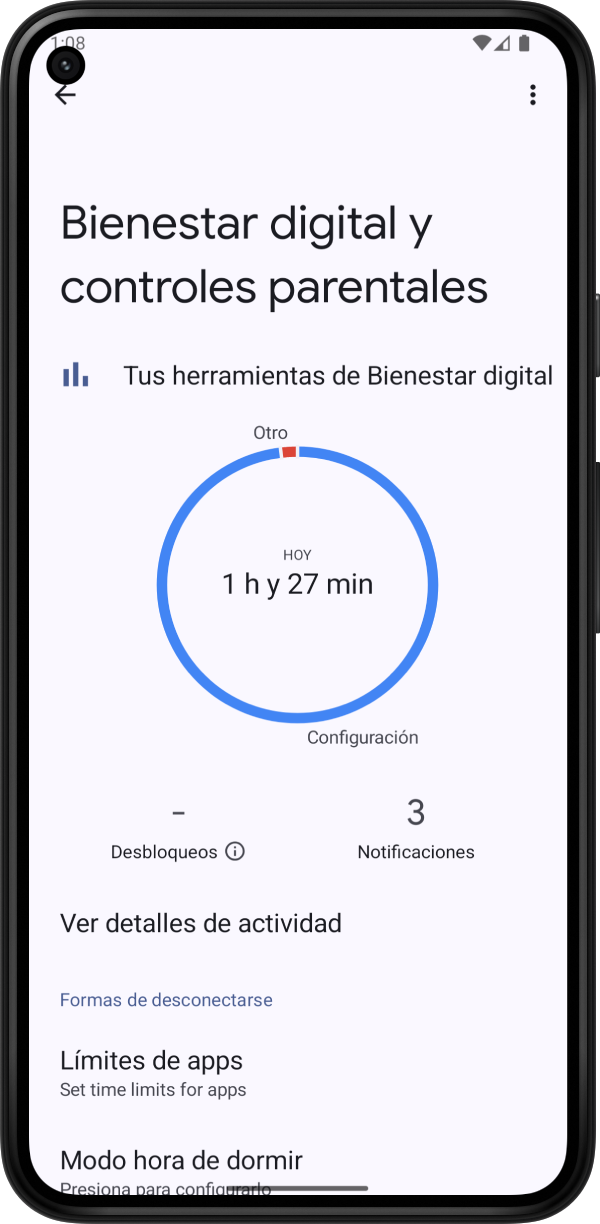 1:08
Bienestar digital y
controles parentales
Tus herramientas de Bienestar digital
Otro
HOY
1 h y 27 min
Configuración
-
3
Desbloqueos
Notificaciones
Ver detalles de actividad
Formas de desconectarse
Límites de apps
Set time limits for apps
Modo hora de dormir
Presiona para configurarlo